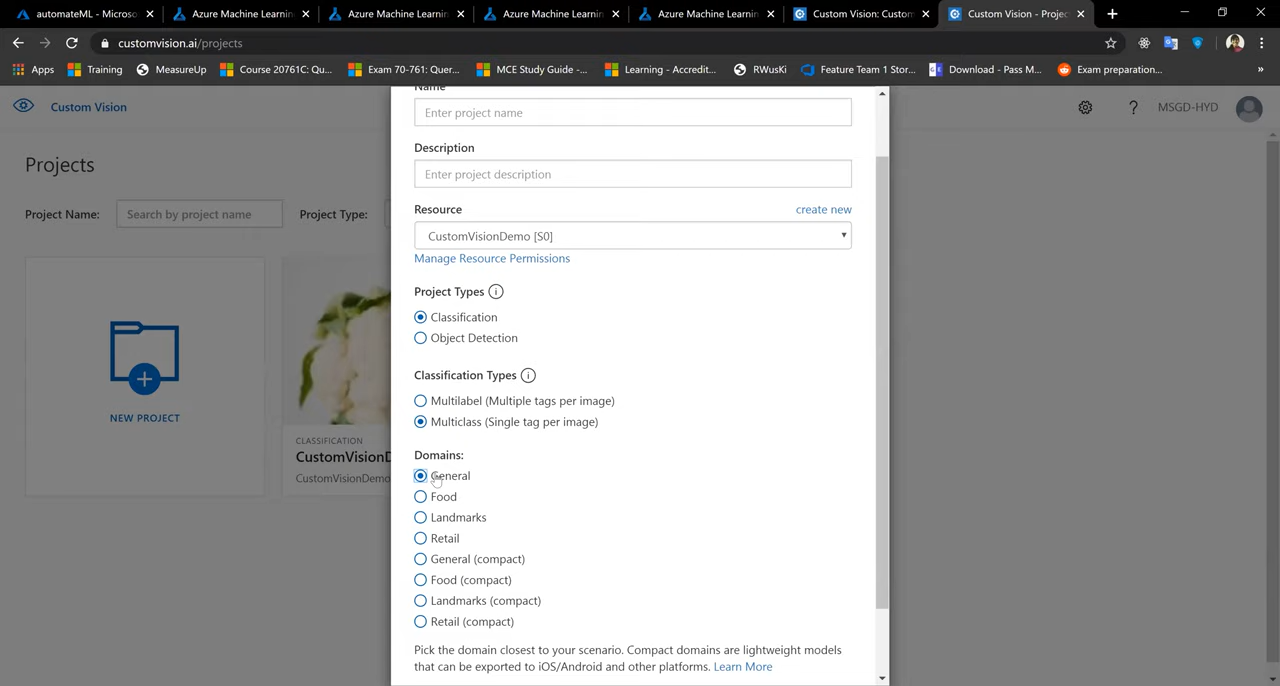 automateML - Microso
Azure Machine Learnin
Azure Machine Learnin
Azure Machine Learnin
Azure Machine Learnin
Custom Vision: Custom
Custom Vision - Projec
customvision.ai/projects
Apps
Training
MeasureUp
Course 20761C: Qu...
Exam 70-761: Quer...
MCE Study Guide -...
Learning - Accredit...
RWusKi
Feature Team 1 Stor...
Download - Pass M...
Exam preparation...
Custom Vision
MSGD-HYD
Projects
Project Name:
Search by project name
Project Type:
NEW PROJECT
CLASSIFICATION
CustomVisionD
CustomVisionDemo
Name
Enter project name
Description
Enter project description
Resource
create new
CustomVisionDemo [S0]
Manage Resource Permissions
Project Types
Classification
Object Detection
Classification Types
Multilabel (Multiple tags per image)
Multiclass (Single tag per image)
Domains:
General
Food
Landmarks
Retail
General (compact)
Food (compact)
Landmarks (compact)
Retail (compact)
Pick the domain closest to your scenario. Compact domains are lightweight models
that can be exported to iOS/Android and other platforms. Learn More